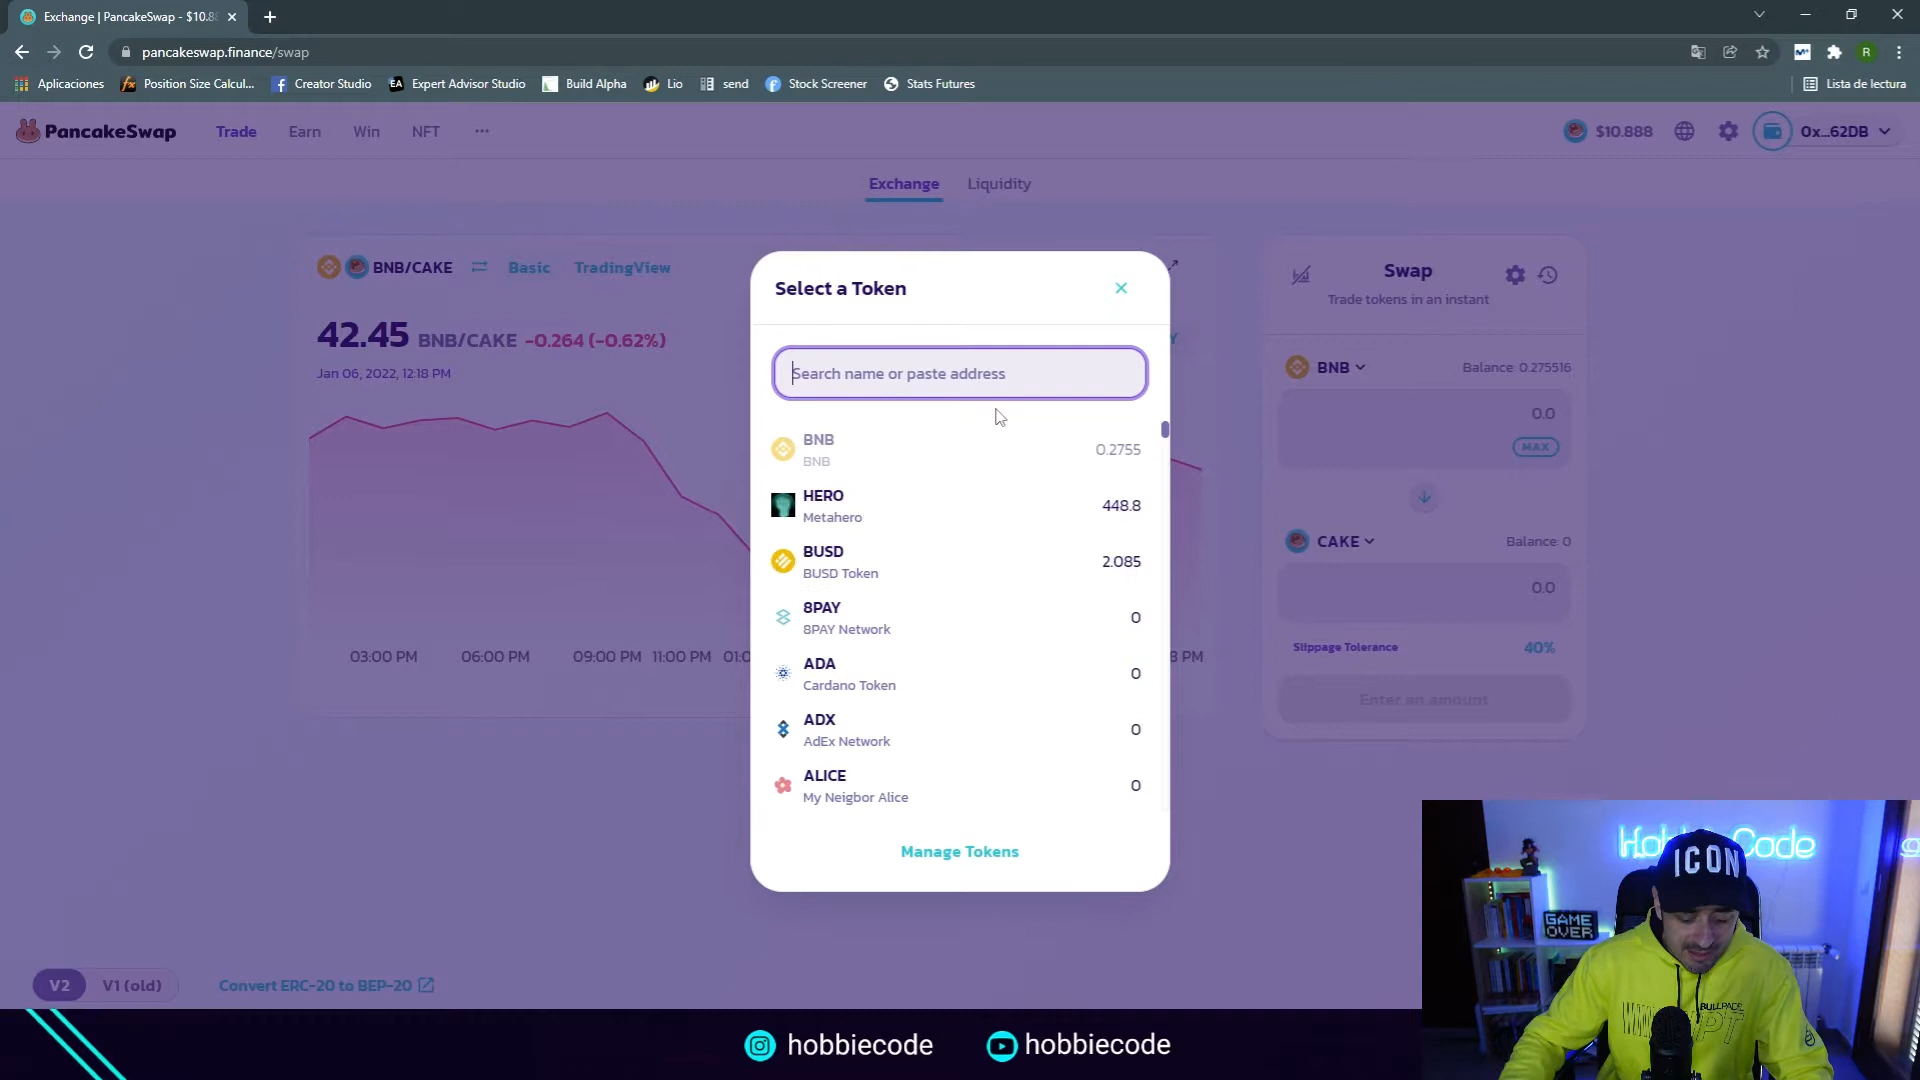 Exchange | PancakeSwap - $10.88
pancakeswap.finance/swap
R
Aplicaciones
Position Size Calcul...
Creator Studio
EA
Expert Advisor Studio
Build Alpha
Lio
send
Stock Screener
Stats Futures
Lista de lectura
PancakeSwap
Trade
Earn
Win
NFT
$10.888
0x...62DB
Exchange
Liquidity
BNB/CAKE
Basic
TradingView
42.45 BNB/CAKE -0.264 (-0.62%)
Jan 06, 2022, 12:18 PM
03:00 PM
06:00 PM
09:00 PM
11:00 PM
01:0
8 PM
Select a Token
Search name or paste address
BNB
BNB
0.2755
HERO
Metahero
448.8
BUSD
BUSD Token
2.085
8PAY
8PAY Network
0
ADA
Cardano Token
0
ADX
AdEx Network
0
ALICE
My Neigbor Alice
0
Manage Tokens
Swap
Trade tokens in an instant
BNB
Balance: 0.275516
0.0
MAX
CAKE
Balance: 0
0.0
Slippage Tolerance
40%
Enter an amount
V2
V1 (old)
Convert ERC-20 to BEP-20
ICON
GAME
OVER
BULLPADE
hobbiecode
hobbiecode